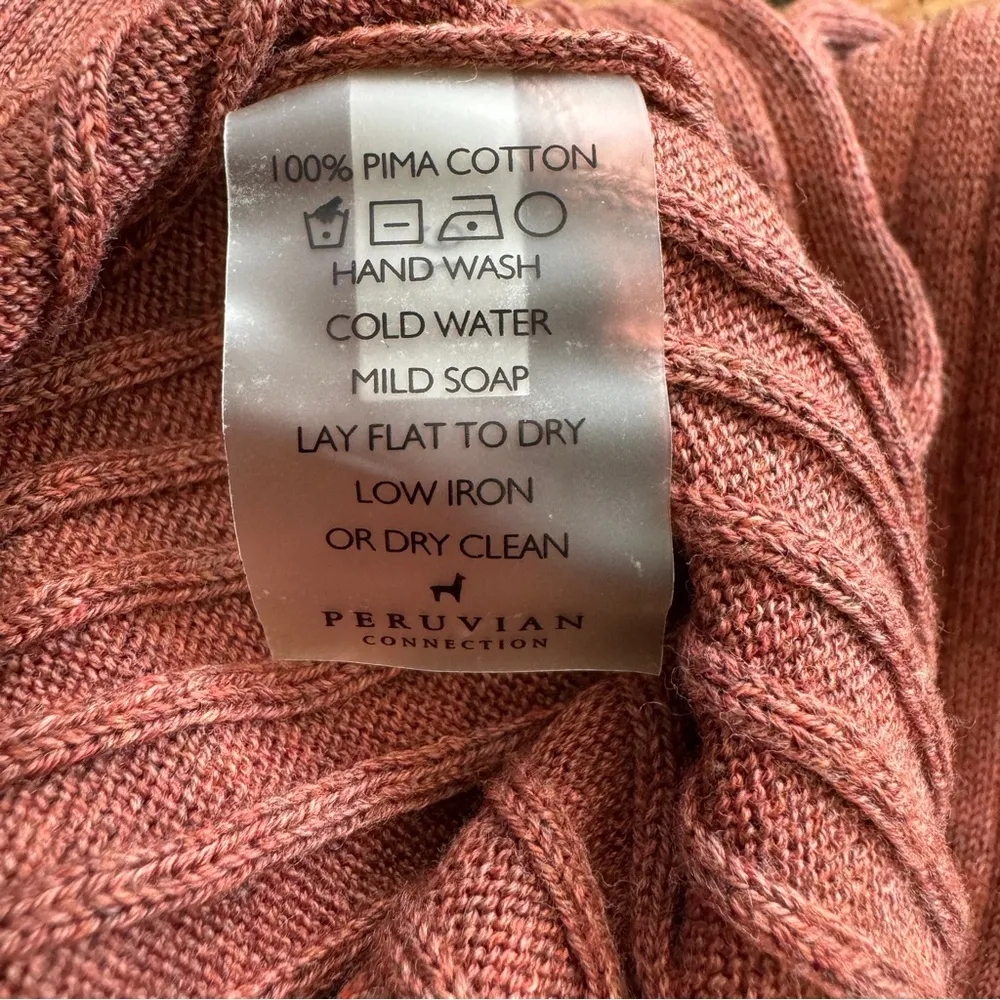 100% PIMA COTTON
HAND WASH
COLD WATER
MILD SOAP
LAY FLAT TO DRY
LOW IRON
OR DRY CLEAN
PERUVIAN
CONNECTION